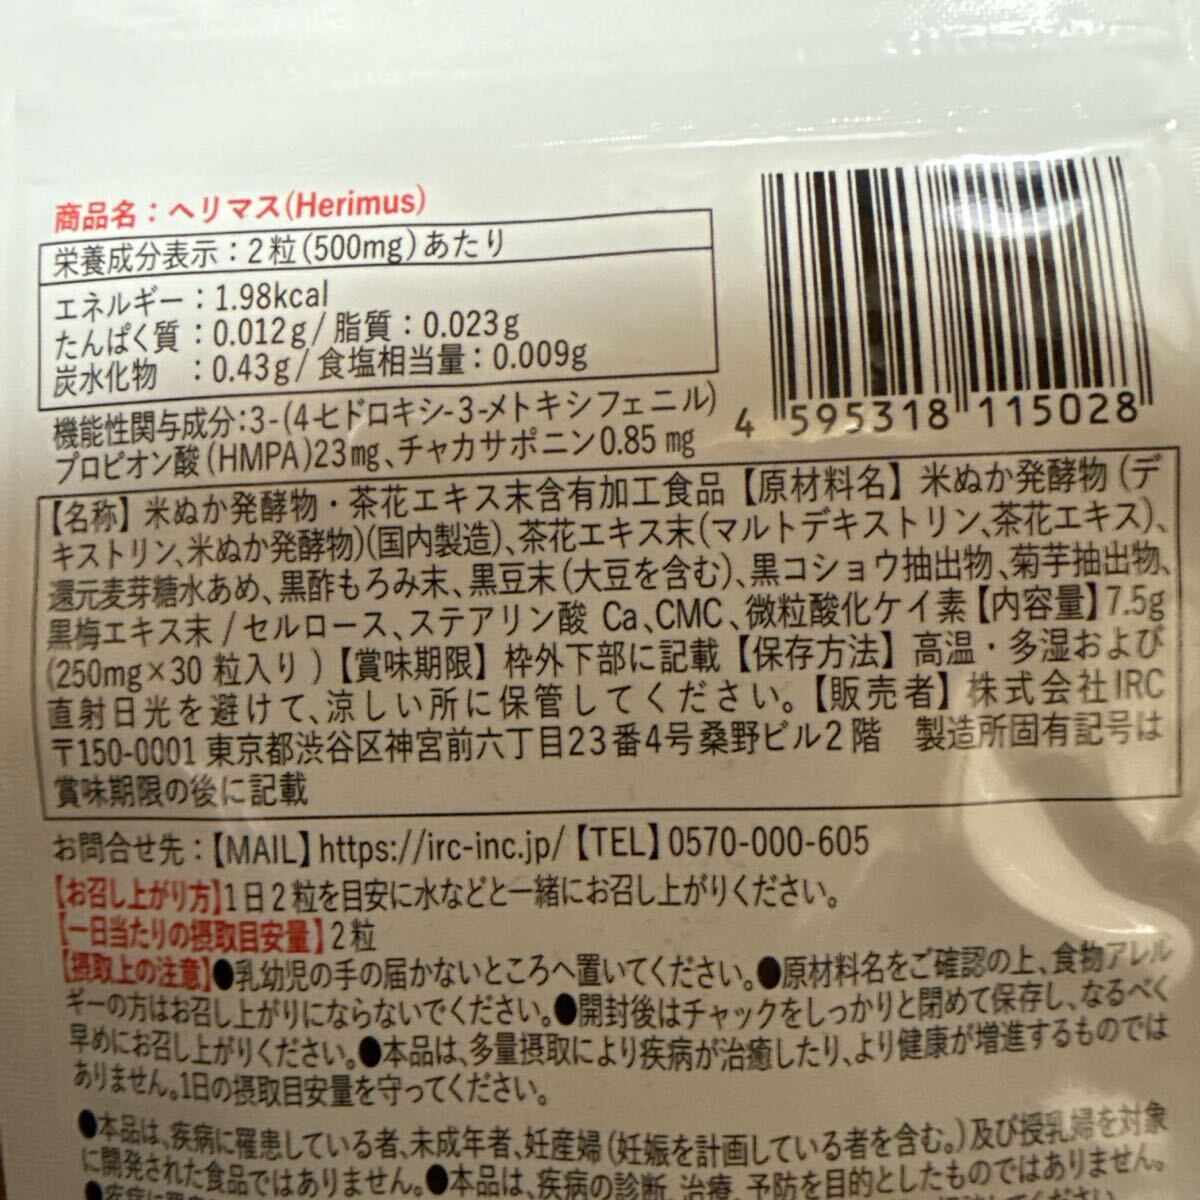 商品名：ヘリマス(Herimus)
栄養成分表示：2粒(500mg)あたり
エネルギー：1.98kcal
たんぱく質：0.012g/脂質：0.023g
炭水化物　：0.43g/食塩相当量：0.009g
機能性関与成分:3-(4-ヒドロキシ-3-メトキシフェニル)
プロピオン酸(HMPA)23mg、チャカサポニン0.85mg
4 595318 115028
【名称】米ぬか発酵物・茶花エキス末含有加工食品【原材料名】米ぬか発酵物(デ
キストリン、米ぬか発酵物)(国内製造)、茶花エキス末(マルトデキストリン、茶花エキス)、
還元麦芽糖水あめ、黒酢もろみ末、黒豆末(大豆を含む)、黒コショウ抽出物、菊芋抽出物、
黒梅エキス末/セルロース、ステアリン酸 Ca、CMC、微粒酸化ケイ素【内容量】7.5g
(250mg×30粒入り)【賞味期限】枠外下部に記載【保存方法】高温・多湿および
直射日光を避けて、涼しい所に保管してください。【販売者】株式会社IRC
〒150-0001 東京都渋谷区神宮前六丁目23番4号桑野ビル2階　製造所固有記号は
賞味期限の後に記載
お問合せ先：【MAIL】https://irc-inc.jp/【TEL】0570-000-605
【お召し上がり方】1日2粒を目安に水などと一緒にお召し上がりください。
【一日当たりの摂取目安量】2粒
【摂取上の注意】●乳幼児の手の届かないところへ置いてください。●原材料名をご確認の上、食物アレル
ギーの方はお召し上がりにならないでください。●開封後はチャックをしっかりと閉めて保存し、なるべく
早めにお召し上がりください。●本品は、多量摂取により疾病が治癒したり、より健康が増進するものでは
ありません。1日の摂取目安量を守ってください。
●本品は、疾病に罹患している者、未成年者、妊産婦(妊娠を計画している者を含む。)及び授乳婦を対象
に開発された食品ではありません。●本品は、疾病の診断、治療、予防を目的としたものではありません。